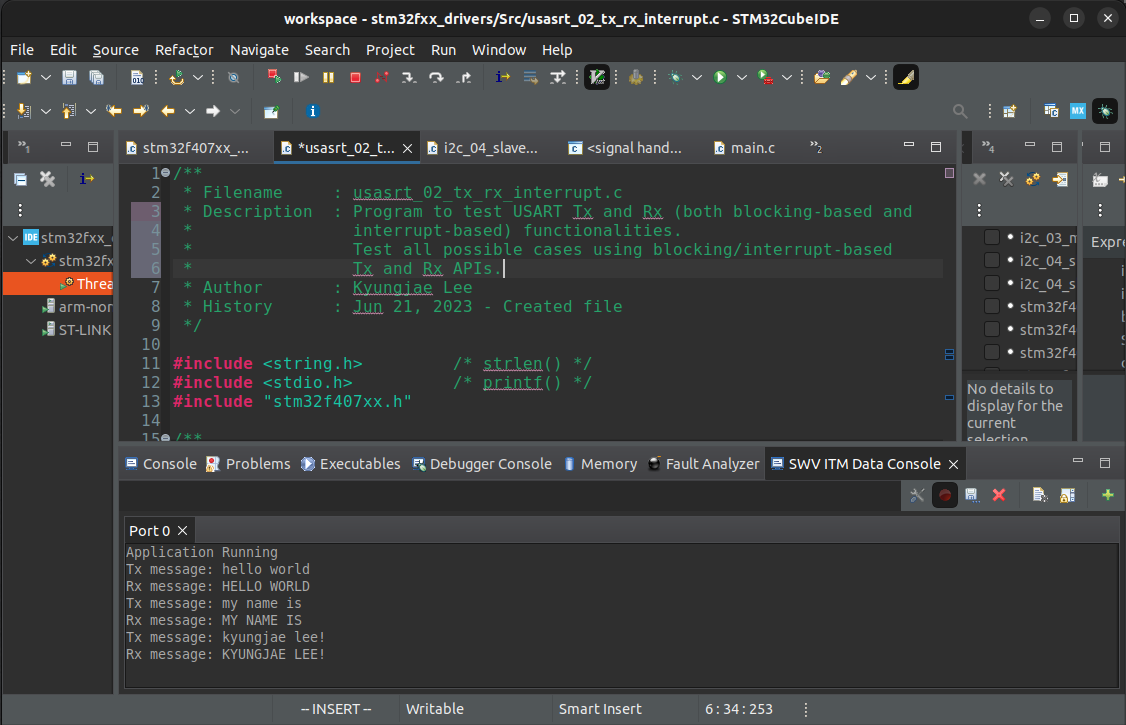 workspace - stm32fxx_drivers/Src/usasrt_02_tx_rx_interrupt.c - STM32CubeIDE
File Edit Source Refactor Navigate Search Project Run Window Help
stm32f407xx_... *usasrt_02_t... i2c_04_slave... <signal hand... main.c
IDE stm32fxx_
stm32fx
Threa
arm-nor
ST-LINK
1 /**
2 * Filename : usasrt_02_tx_rx_interrupt.c
3 * Description : Program to test USART Tx and Rx (both blocking-based and
4 * interrupt-based) functionalities.
5 * Test all possible cases using blocking/interrupt-based
6 * Tx and Rx APIs.
7 * Author : Kyungjae Lee
8 * History : Jun 21, 2023 - Created file
9 */
10
11 #include <string.h> /* strlen() */
12 #include <stdio.h> /* printf() */
13 #include "stm32f407xx.h"
14
15 /**
i2c_03_m
i2c_04_s
i2c_04_s
stm32f4
stm32f4
stm32f4
No details to
display for the
current
selection
Expre
Console Problems Executables Debugger Console Memory Fault Analyzer SWV ITM Data Console
Port 0
Application Running
Tx message: hello world
Rx message: HELLO WORLD
Tx message: my name is
Rx message: MY NAME IS
Tx message: kyungjae lee!
Rx message: KYUNGJAE LEE!
-- INSERT -- Writable Smart Insert 6 : 34 : 253